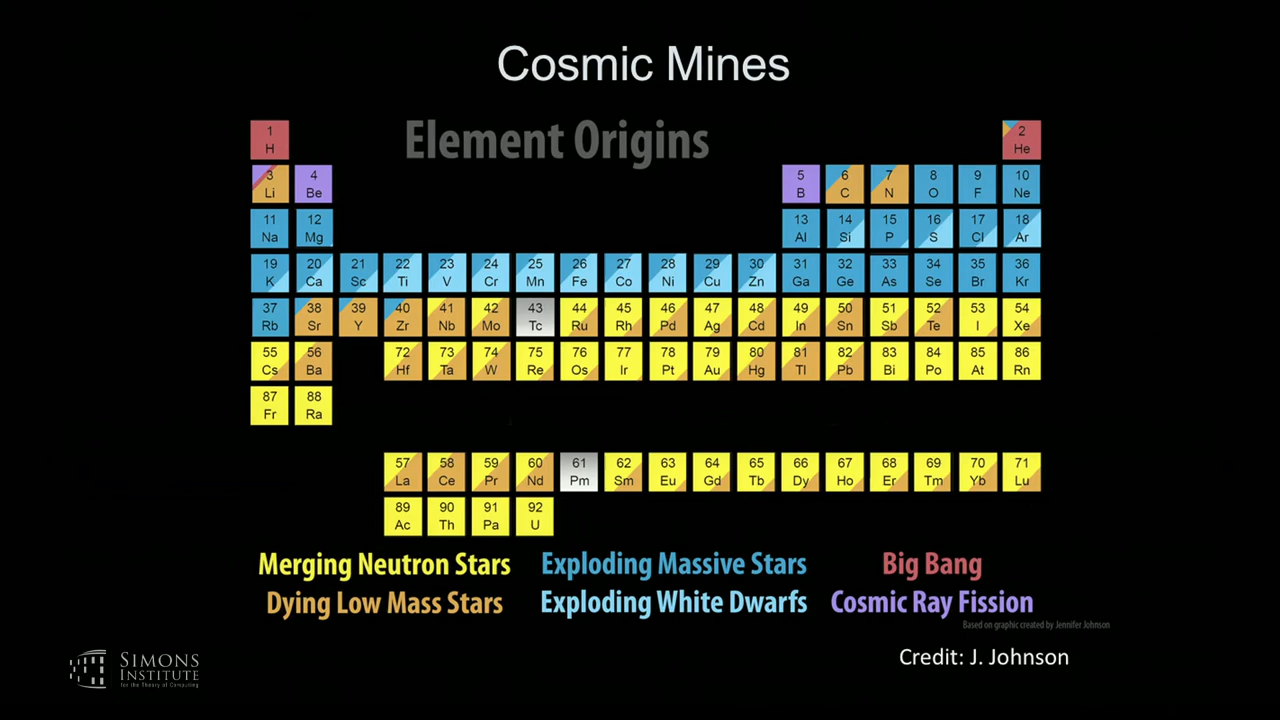 Cosmic Mines
Element Origins
1 2
H He
3 4 5 6 7 8 9 10
Li Be B C N O F Ne
11 12 13 14 15 16 17 18
Na Mg Al Si P S Cl Ar
19 20 21 22 23 24 25 26 27 28 29 30 31 32 33 34 35 36
K Ca Sc Ti V Cr Mn Fe Co Ni Cu Zn Ga Ge As Se Br Kr
37 38 39 40 41 42 43 44 45 46 47 48 49 50 51 52 53 54
Rb Sr Y Zr Nb Mo Tc Ru Rh Pd Ag Cd In Sn Sb Te I Xe
55 56 72 73 74 75 76 77 78 79 80 81 82 83 84 85 86
Cs Ba Hf Ta W Re Os Ir Pt Au Hg Tl Pb Bi Po At Rn
87 88
Fr Ra
57 58 59 60 61 62 63 64 65 66 67 68 69 70 71
La Ce Pr Nd Pm Sm Eu Gd Tb Dy Ho Er Tm Yb Lu
89 90 91 92
Ac Th Pa U
Merging Neutron Stars Exploding Massive Stars Big Bang
Dying Low Mass Stars Exploding White Dwarfs Cosmic Ray Fission
Based on graphic created by Jennifer Johnson
Credit: J. Johnson
SIMONS
INSTITUTE
for the Theory of Computing